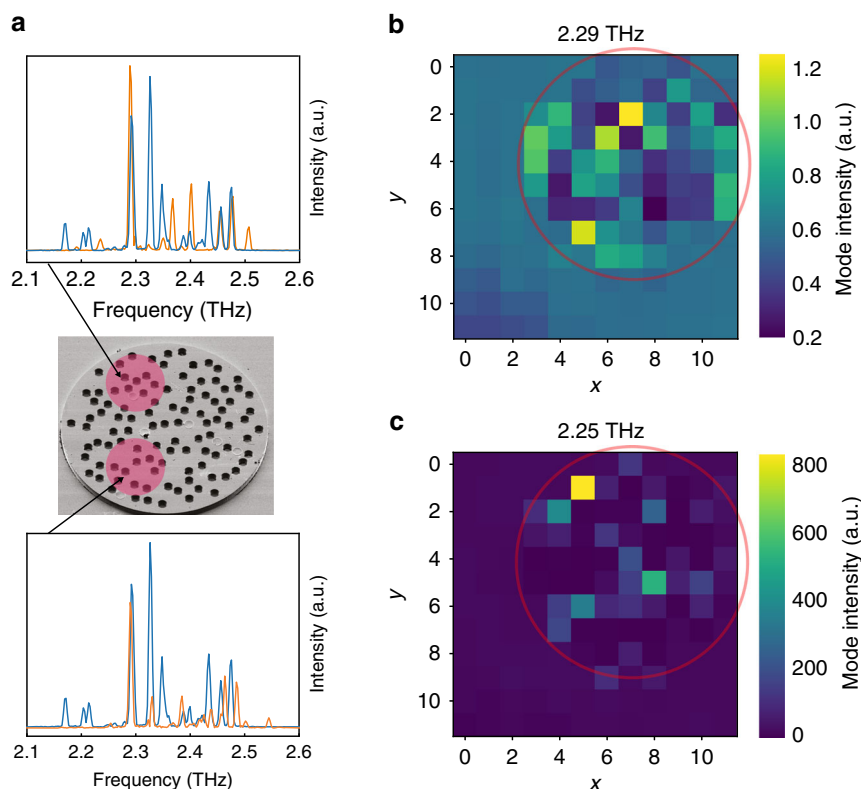 a
Intensity (a.u.)
2.1 2.2 2.3 2.4 2.5 2.6
Frequency (THz)
Intensity (a.u.)
2.1 2.2 2.3 2.4 2.5 2.6
Frequency (THz)
b
2.29 THz
0
2
4
6
8
10
y
0 2 4 6 8 10
x
1.2
1.0
0.8
0.6
0.4
0.2
Mode intensity (a.u.)
c
2.25 THz
0
2
4
6
8
10
y
0 2 4 6 8 10
x
800
600
400
200
0
Mode intensity (a.u.)